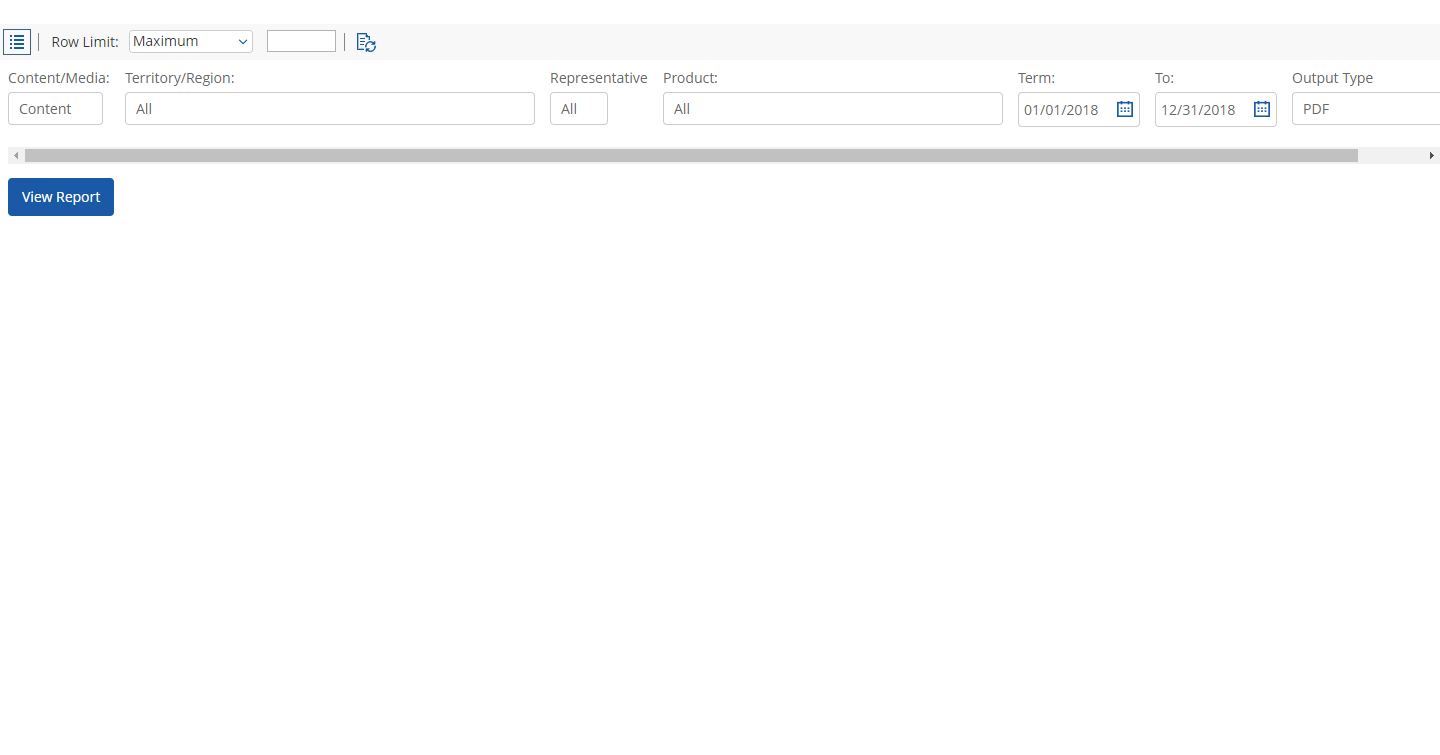 Row Limit: Maximum
Content/Media: Territory/Region: Representative Product: Term: To: Output Type
Content All All All 01/01/2018 12/31/2018 PDF
View Report